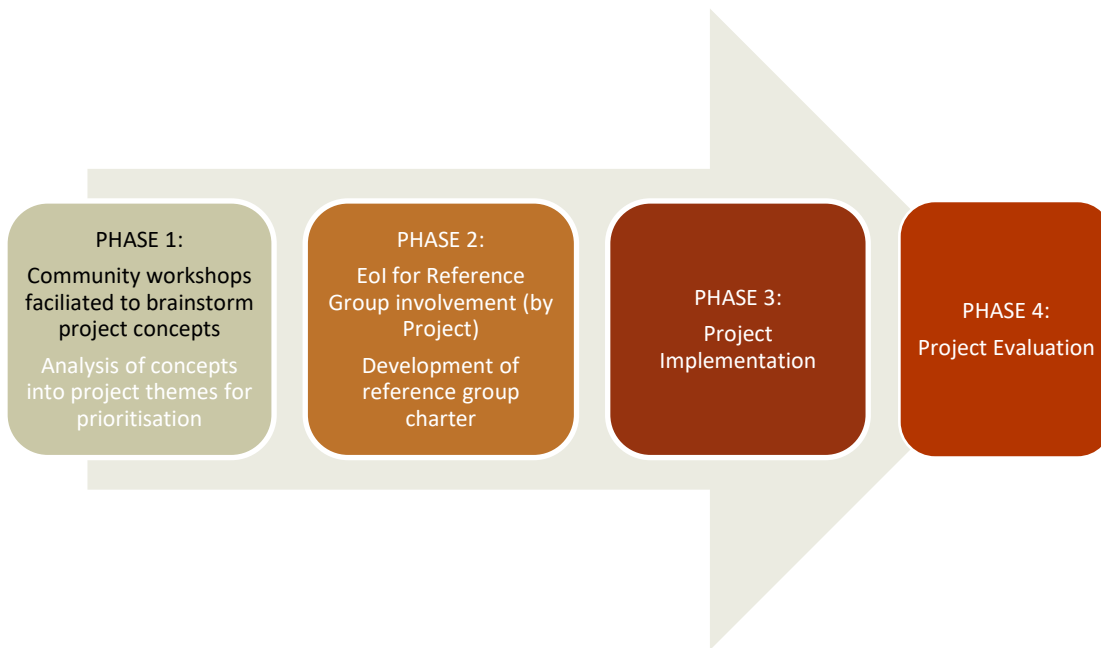 PHASE 1:
Community workshops
faciliated to brainstorm
project concepts
Analysis of concepts
into project themes for
prioritisation
PHASE 2:
EoI for Reference
Group involvement (by
Project)
Development of
reference group
charter
PHASE 3:
Project
Implementation
PHASE 4:
Project Evaluation